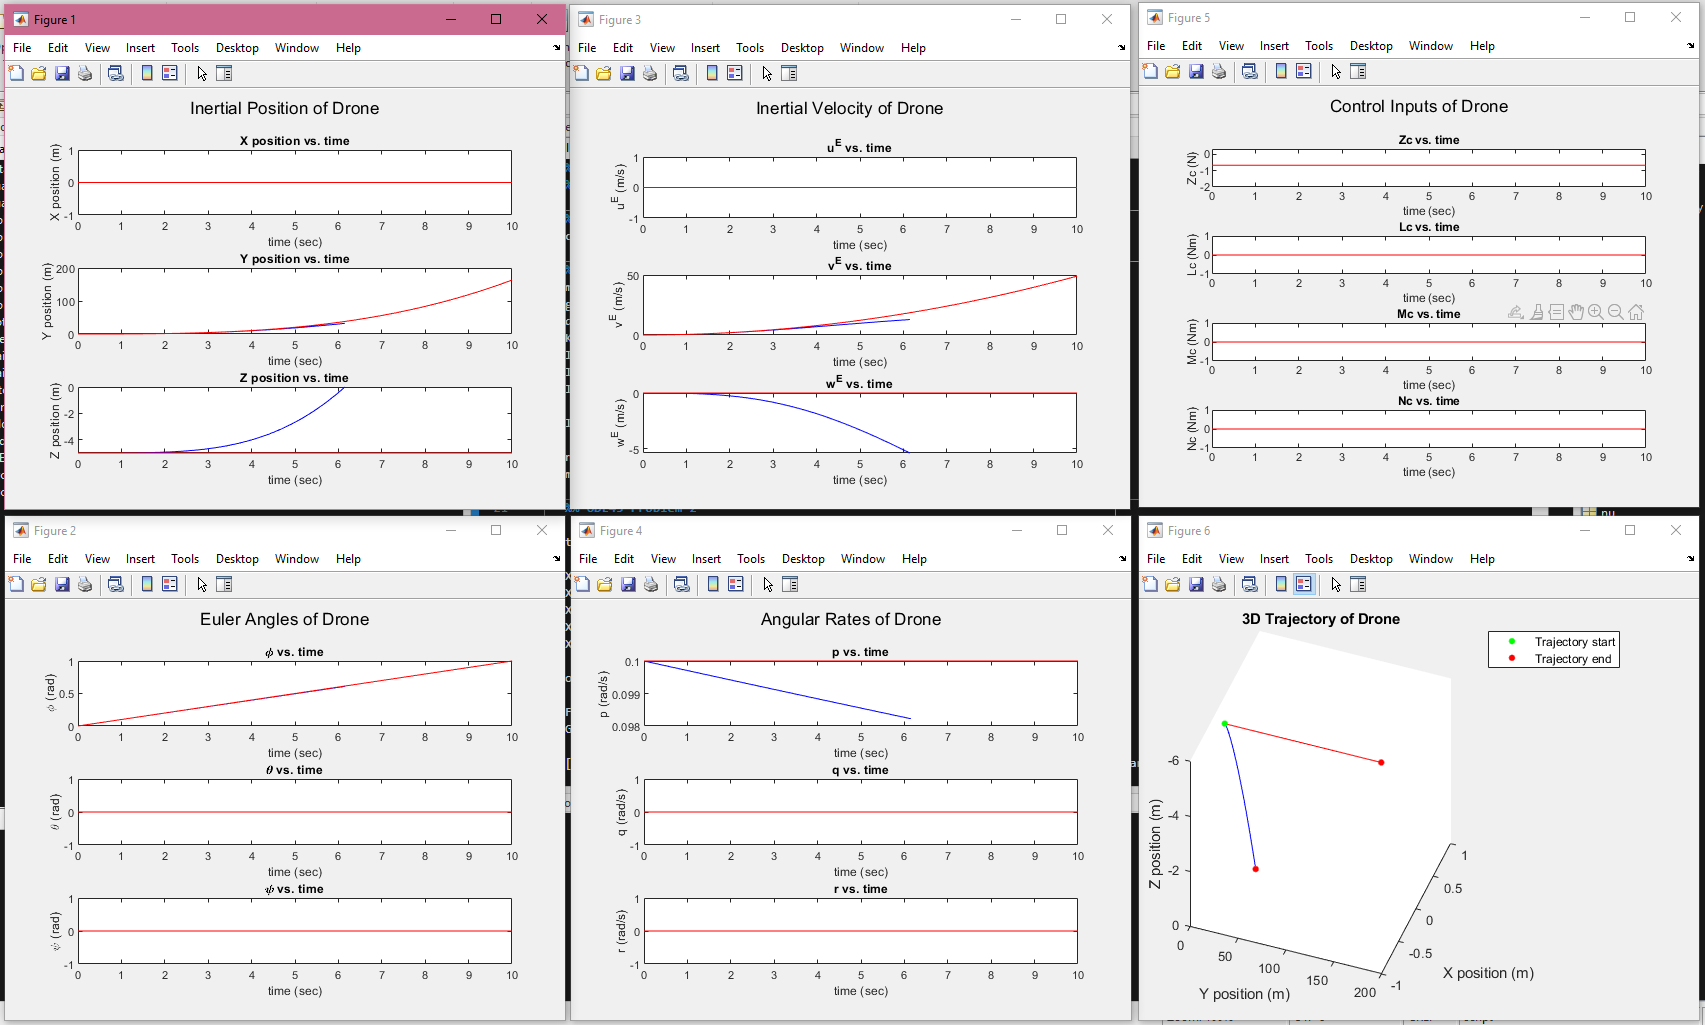 Figure 1
File Edit View Insert Tools Desktop Window Help
Inertial Position of Drone
X position vs. time
X position (m)
1
0
-1
0 1 2 3 4 5 6 7 8 9 10
time (sec)
Y position vs. time
Y position (m)
200
100
0
0 1 2 3 4 5 6 7 8 9 10
time (sec)
Z position vs. time
Z position (m)
0
-2
-4
0 1 2 3 4 5 6 7 8 9 10
time (sec)
Figure 3
File Edit View Insert Tools Desktop Window Help
Inertial Velocity of Drone
u^E vs. time
u^E (m/s)
1
0
-1
0 1 2 3 4 5 6 7 8 9 10
time (sec)
v^E vs. time
v^E (m/s)
50
0
0 1 2 3 4 5 6 7 8 9 10
time (sec)
w^E vs. time
w^E (m/s)
0
-5
0 1 2 3 4 5 6 7 8 9 10
time (sec)
Figure 5
File Edit View Insert Tools Desktop Window Help
Control Inputs of Drone
Zc vs. time
Zc (N)
0
-1
-2
0 1 2 3 4 5 6 7 8 9 10
time (sec)
Lc vs. time
Lc (Nm)
1
0
-1
0 1 2 3 4 5 6 7 8 9 10
time (sec)
Mc vs. time
Mc (Nm)
1
0
-1
0 1 2 3 4 5 6 7 8 9 10
time (sec)
Nc vs. time
Nc (Nm)
1
0
-1
0 1 2 3 4 5 6 7 8 9 10
time (sec)
Figure 2
File Edit View Insert Tools Desktop Window Help
Euler Angles of Drone
ϕ vs. time
ϕ (rad)
1
0.5
0
0 1 2 3 4 5 6 7 8 9 10
time (sec)
θ vs. time
θ (rad)
1
0
-1
0 1 2 3 4 5 6 7 8 9 10
time (sec)
ψ vs. time
ψ (rad)
1
0
-1
0 1 2 3 4 5 6 7 8 9 10
time (sec)
Figure 4
File Edit View Insert Tools Desktop Window Help
Angular Rates of Drone
p vs. time
p (rad/s)
0.1
0.099
0.098
0 1 2 3 4 5 6 7 8 9 10
time (sec)
q vs. time
q (rad/s)
1
0
-1
0 1 2 3 4 5 6 7 8 9 10
time (sec)
r vs. time
r (rad/s)
1
0
-1
0 1 2 3 4 5 6 7 8 9 10
time (sec)
Figure 6
File Edit View Insert Tools Desktop Window Help
3D Trajectory of Drone
Trajectory start
Trajectory end
Z position (m)
-6
-4
-2
0
0 50 100 150 200
Y position (m)
1
0.5
0
-0.5
-1
X position (m)